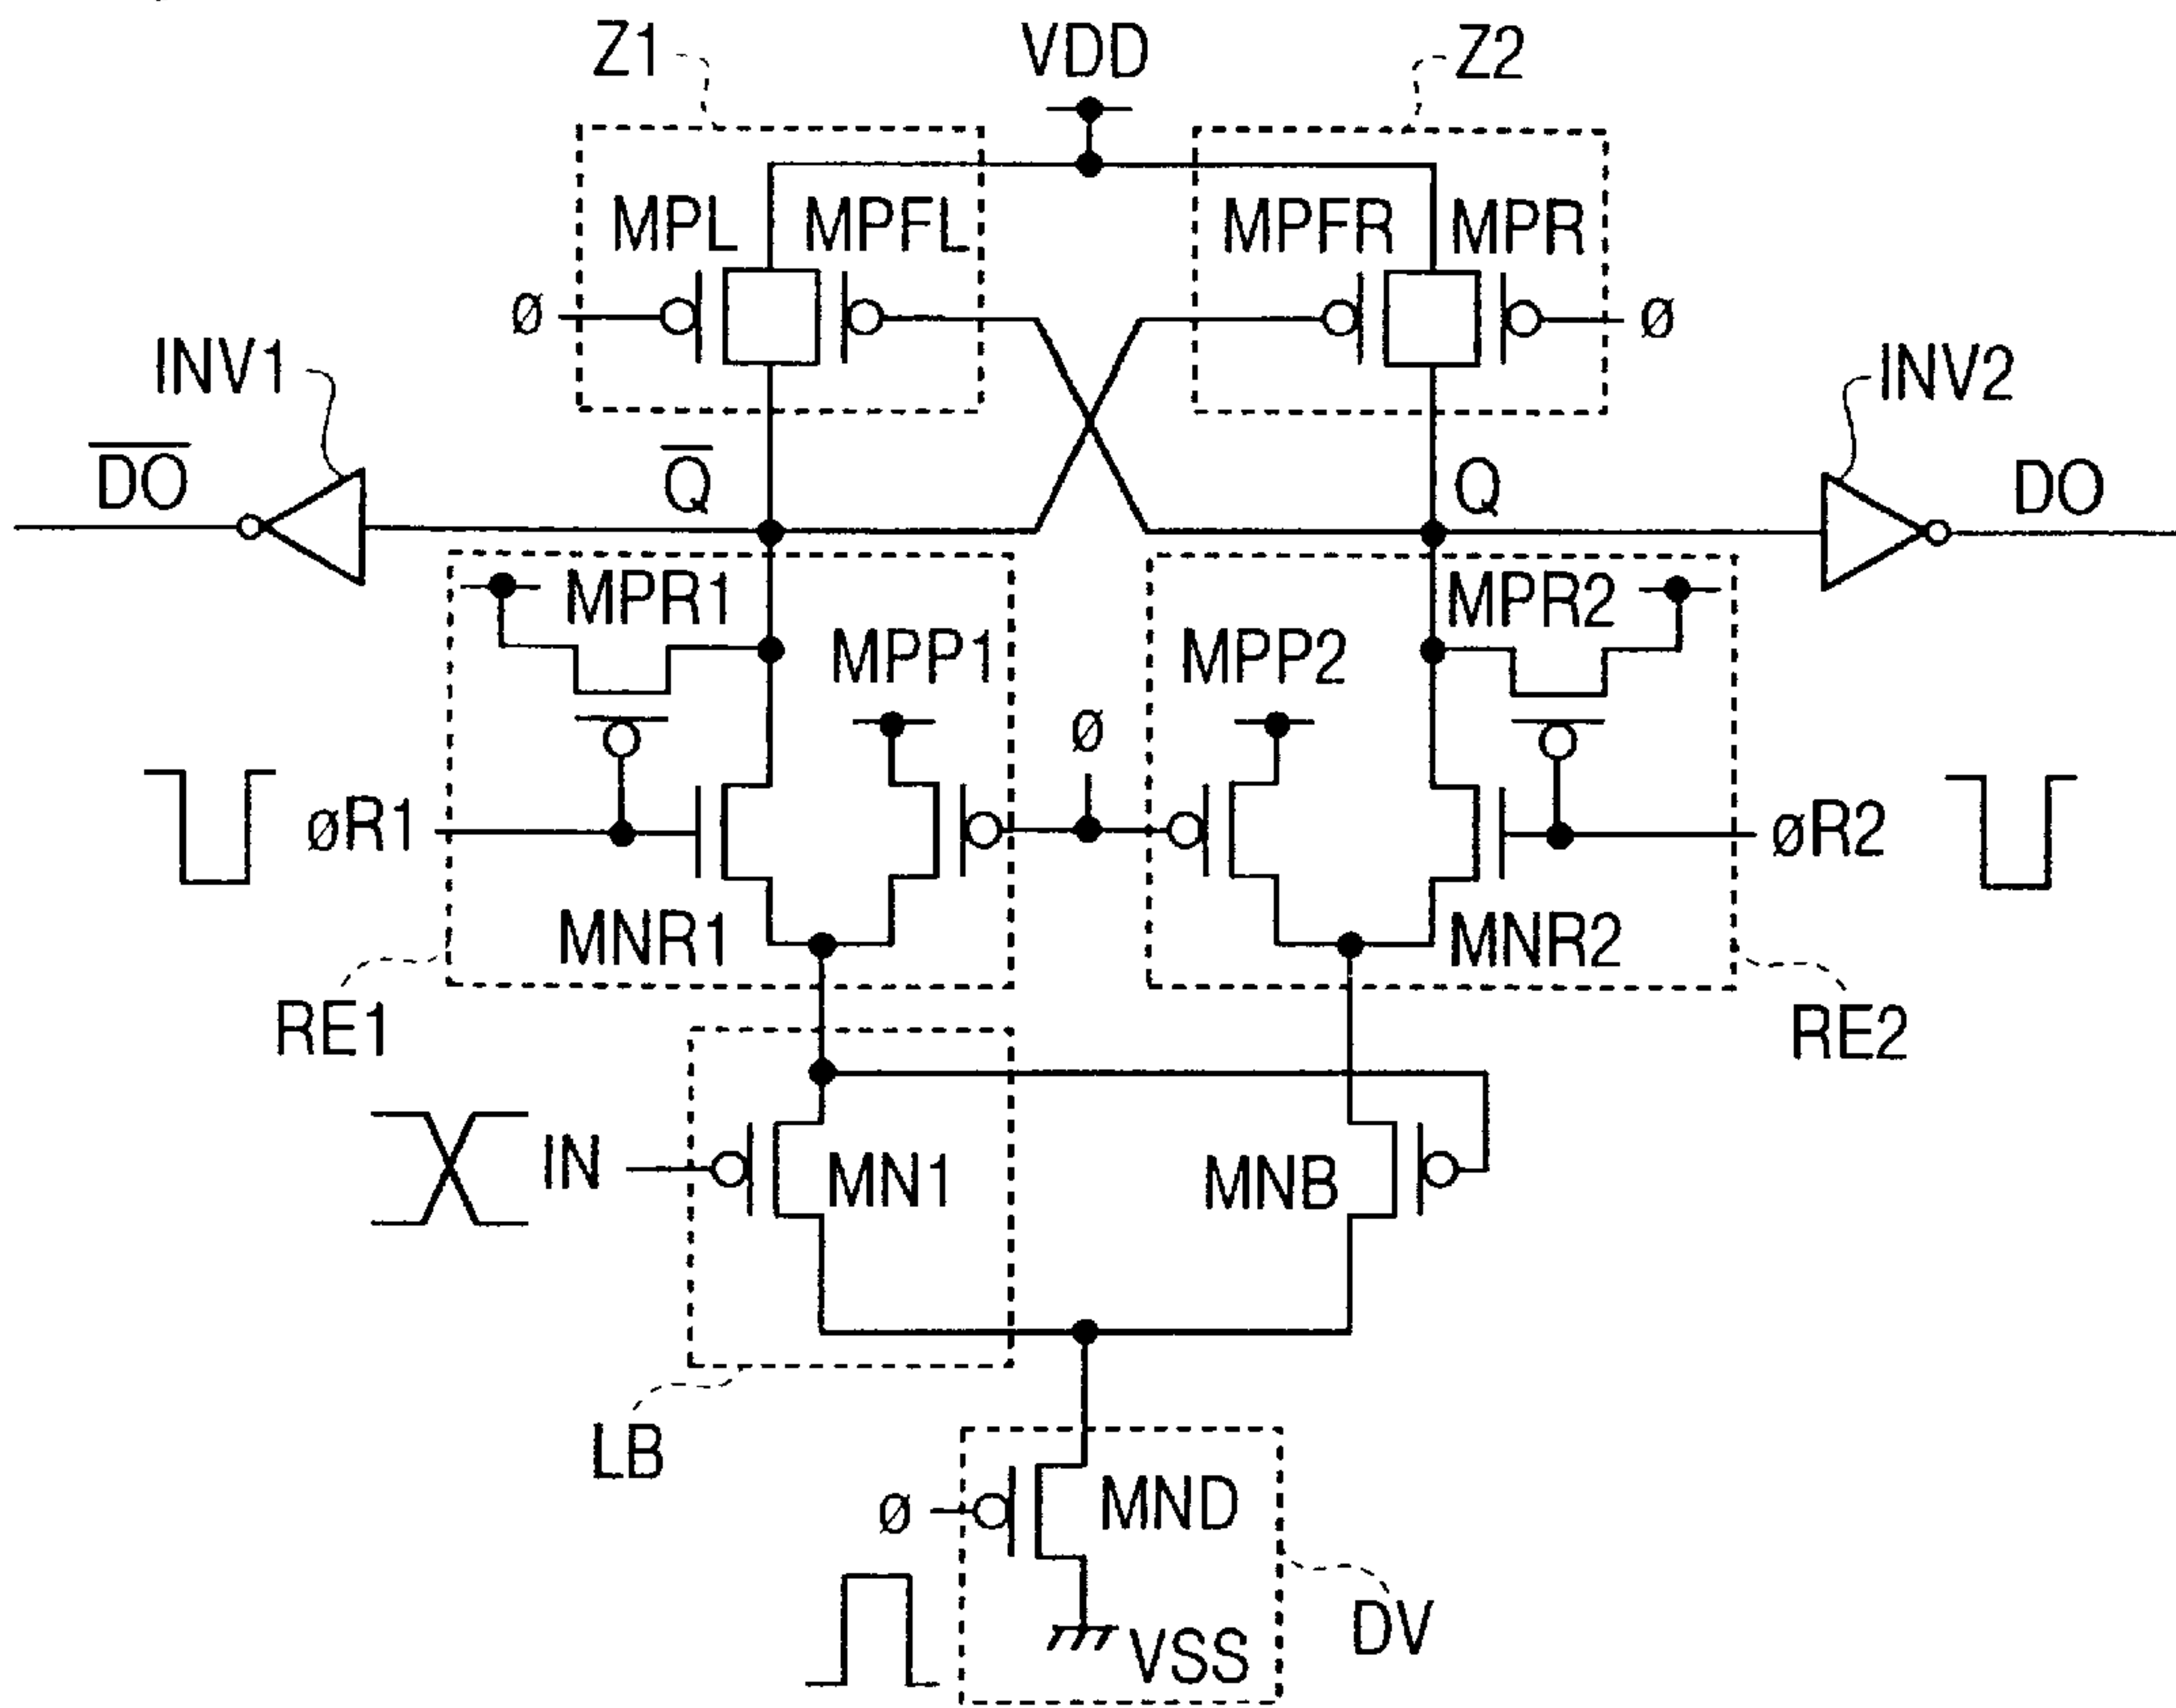 Z1
VDD
Z2
MPL
MPFL
MPFR
MPR
ø
ø
INV1
INV2
D̅O̅
Q̅
Q
DO
MPR1
MPR2
MPP1
MPP2
ø
øR1
øR2
MNR1
MNR2
RE1
RE2
IN
MN1
MNB
LB
ø
MND
VSS
DV